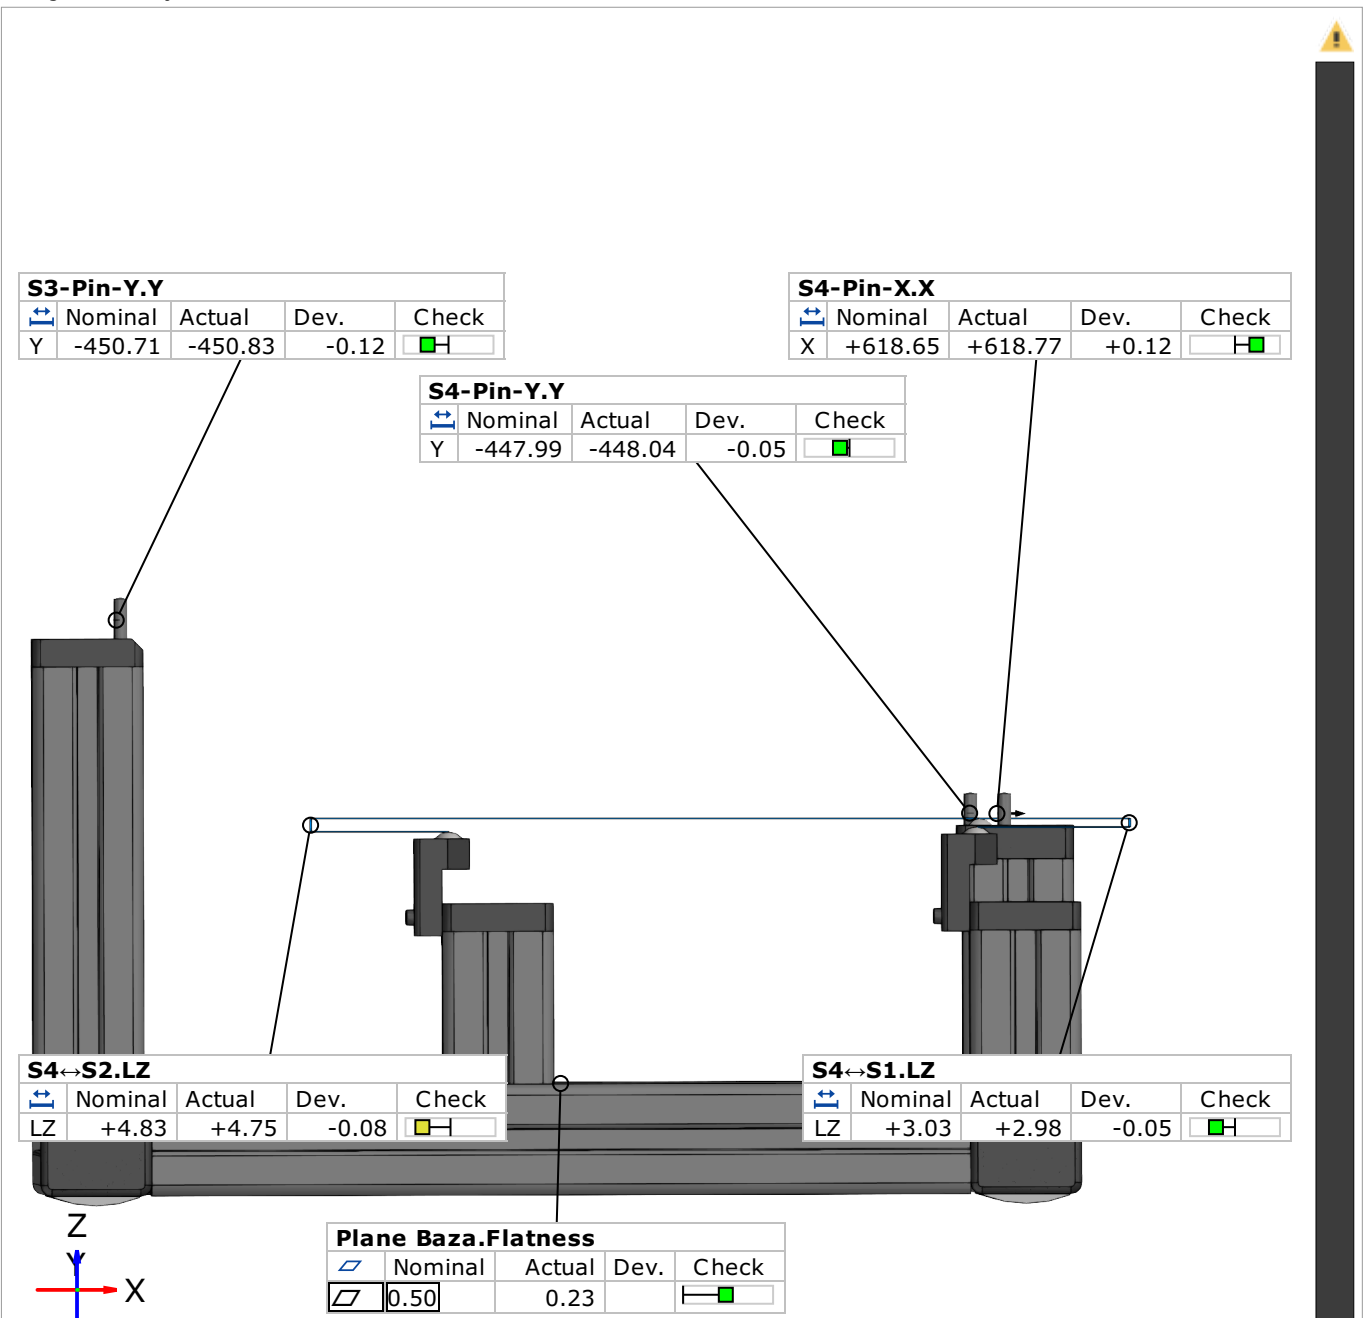 S3-Pin-Y.Y
Nominal Actual Dev. Check
Y -450.71 -450.83 -0.12
S4-Pin-X.X
Nominal Actual Dev. Check
X +618.65 +618.77 +0.12
S4-Pin-Y.Y
Nominal Actual Dev. Check
Y -447.99 -448.04 -0.05
S4↔S2.LZ
Nominal Actual Dev. Check
LZ +4.83 +4.75 -0.08
S4↔S1.LZ
Nominal Actual Dev. Check
LZ +3.03 +2.98 -0.05
Plane Baza.Flatness
Nominal Actual Dev. Check
0.50 0.23
Z
Y
X